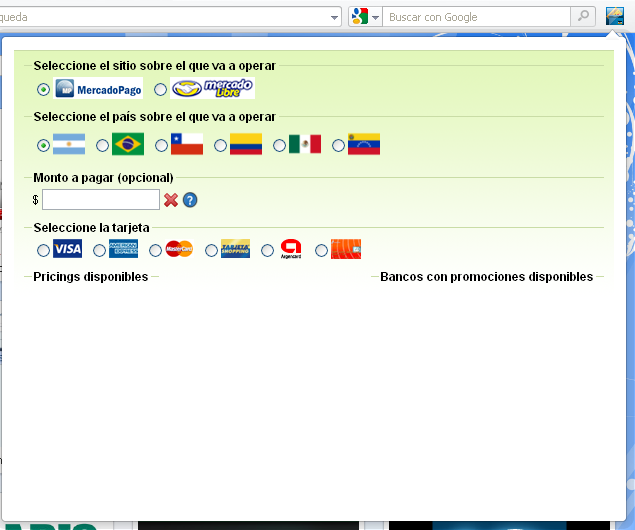 queda
Buscar con Google
Seleccione el sitio sobre el que va a operar
MP MercadoPago mercado libre
Seleccione el país sobre el que va a operar
Monto a pagar (opcional)
$ ?
Seleccione la tarjeta
VISA AMERICAN EXPRESS MasterCard TARJETA SHOPPING a Argencard
Pricings disponibles Bancos con promociones disponibles